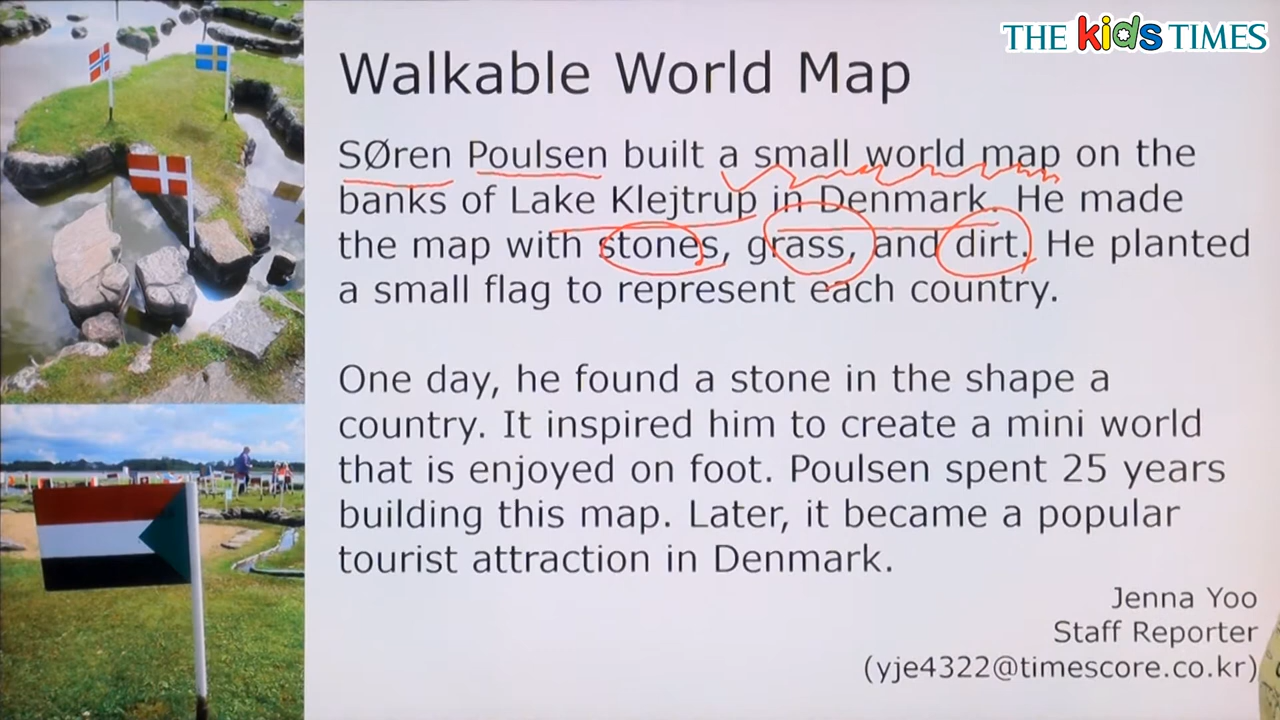 THE kids TIMES
Walkable World Map
SØren Poulsen built a small world map on the
banks of Lake Klejtrup in Denmark. He made
the map with stones, grass, and dirt. He planted
a small flag to represent each country.
One day, he found a stone in the shape a
country. It inspired him to create a mini world
that is enjoyed on foot. Poulsen spent 25 years
building this map. Later, it became a popular
tourist attraction in Denmark.
Jenna Yoo
Staff Reporter
(yje4322@timescore.co.kr)